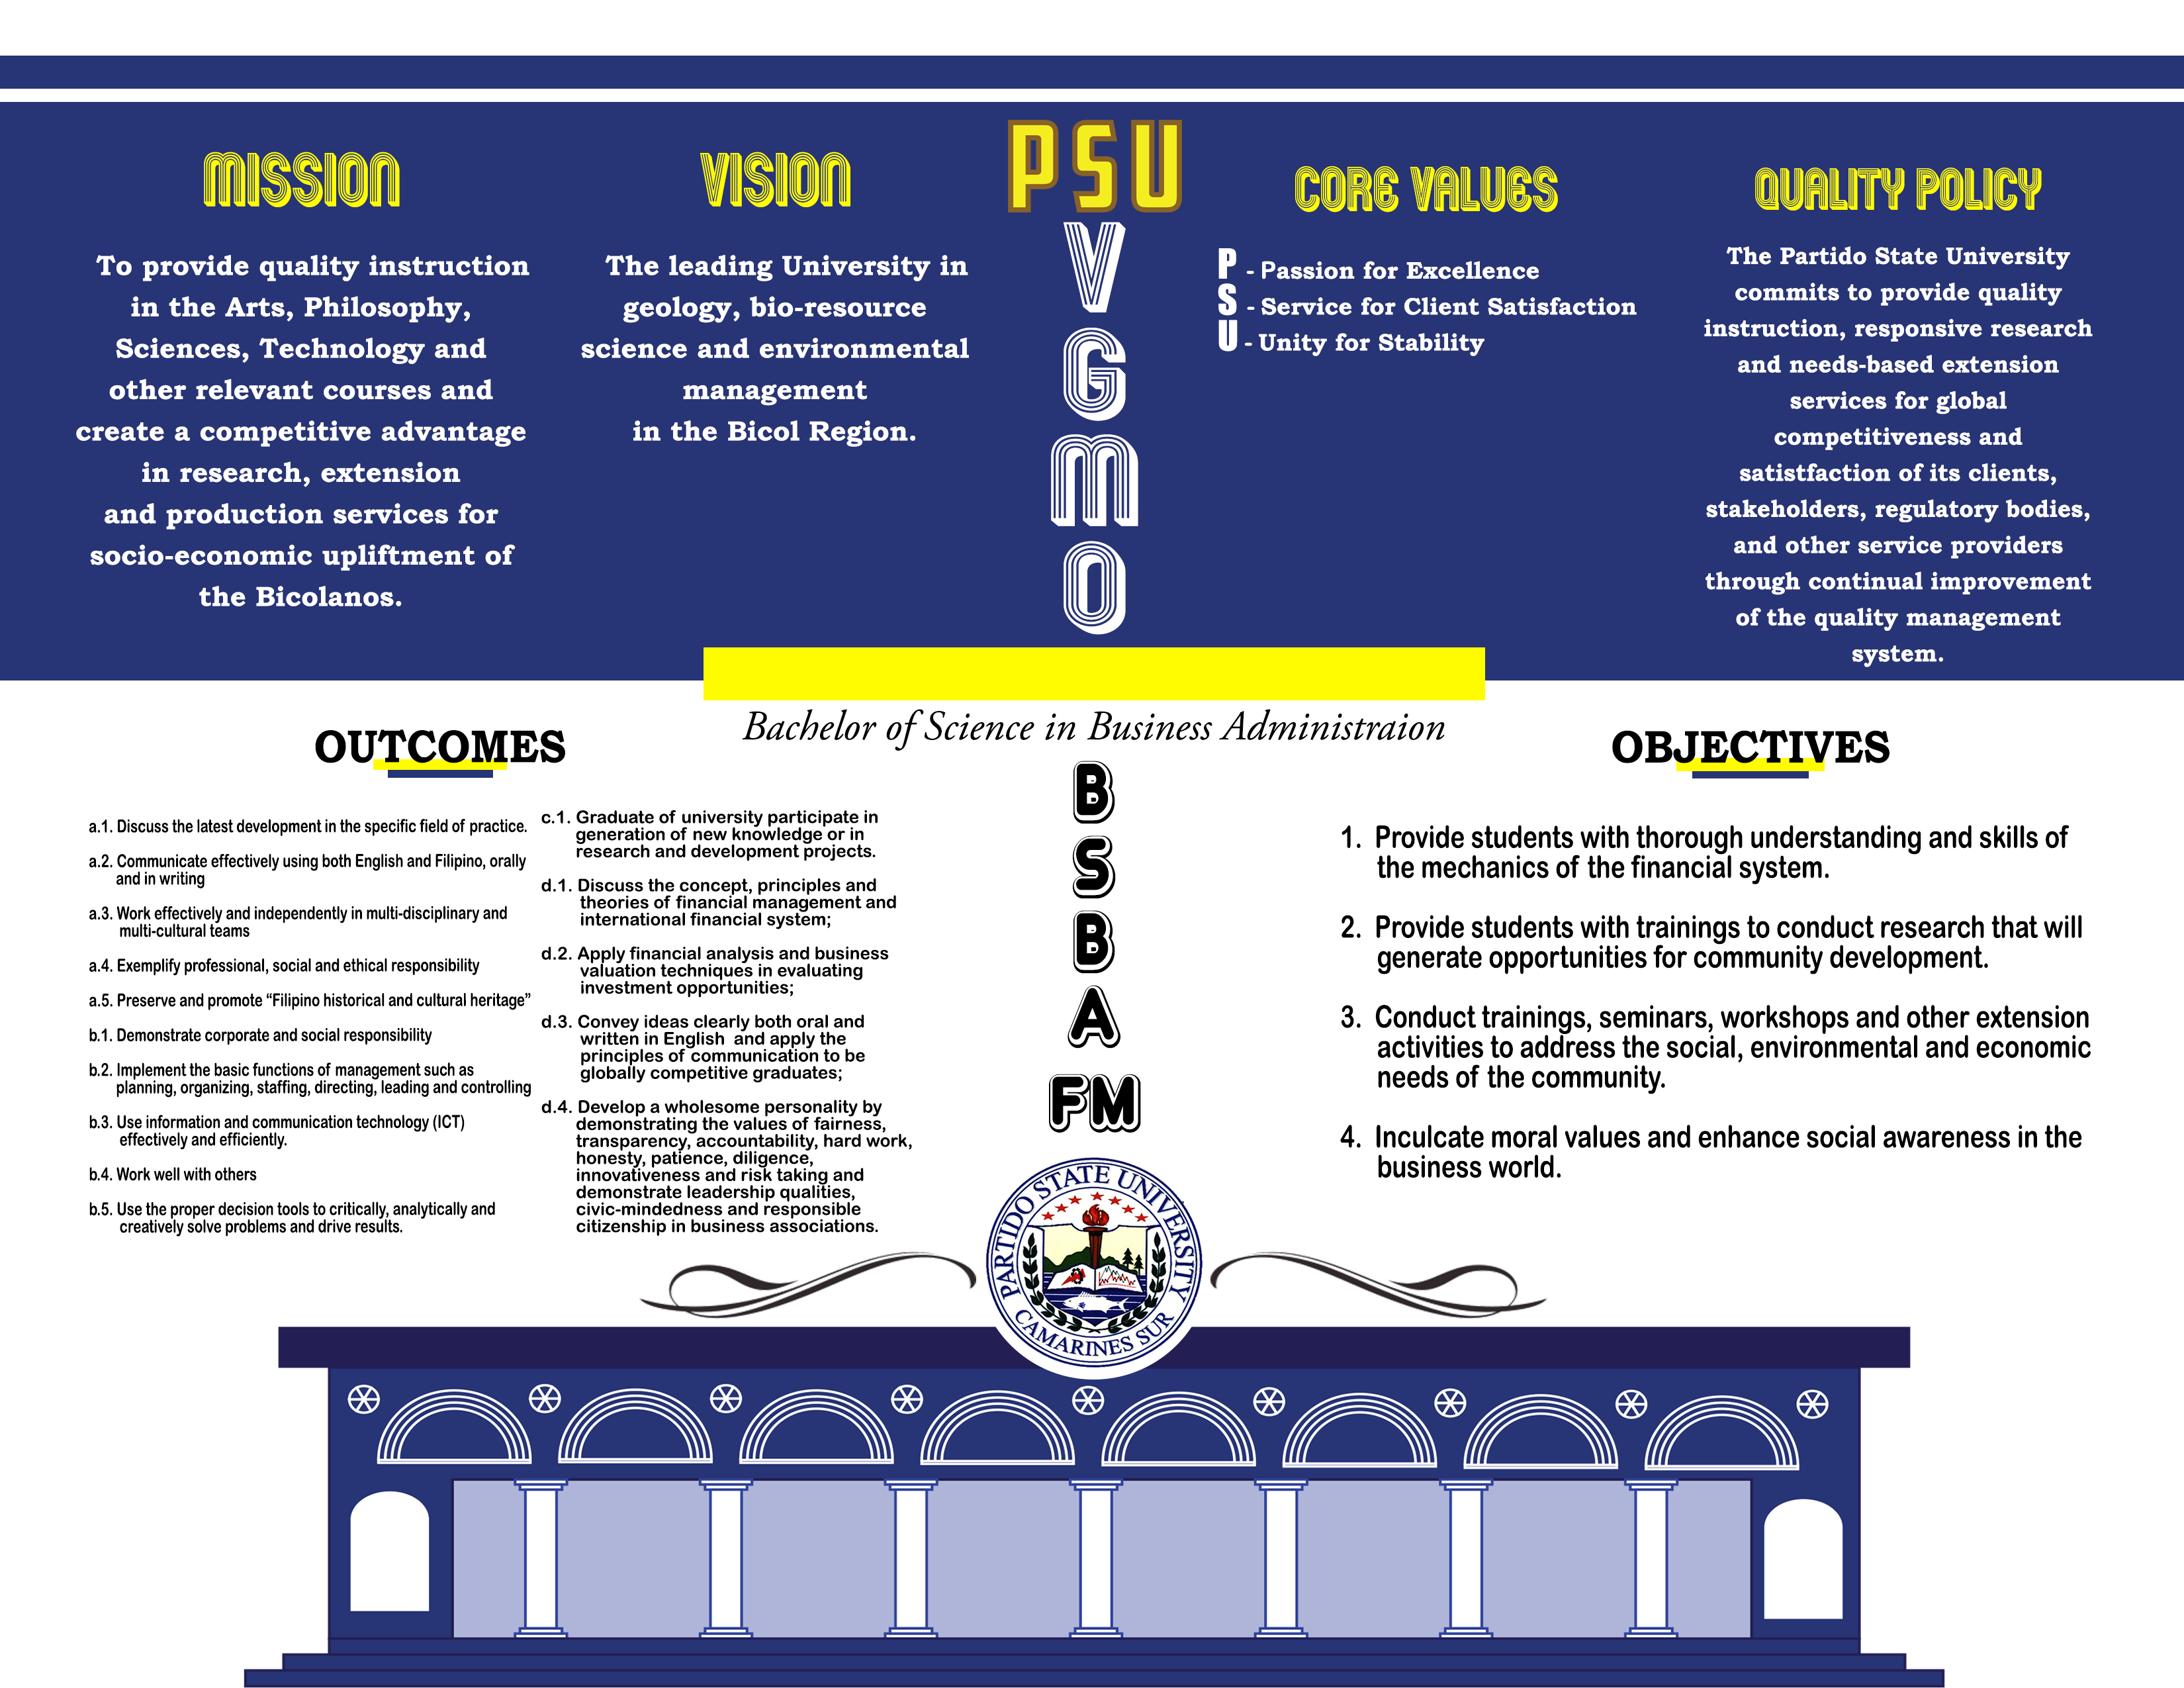 MISSION
To provide quality instruction
in the Arts, Philosophy,
Sciences, Technology and
other relevant courses and
create a competitive advantage
in research, extension
and production services for
socio-economic upliftment of
the Bicolanos.
VISION
The leading University in
geology, bio-resource
science and environmental
management
in the Bicol Region.
PSU
V
G
M
O
CORE VALUES
P - Passion for Excellence
S - Service for Client Satisfaction
U - Unity for Stability
QUALITY POLICY
The Partido State University
commits to provide quality
instruction, responsive research
and needs-based extension
services for global
competitiveness and
satistfaction of its clients,
stakeholders, regulatory bodies,
and other service providers
through continual improvement
of the quality management
system.
Bachelor of Science in Business Administraion
B
S
B
A
FM
OUTCOMES
a.1. Discuss the latest development in the specific field of practice.
a.2. Communicate effectively using both English and Filipino, orally
and in writing
a.3. Work effectively and independently in multi-disciplinary and
multi-cultural teams
a.4. Exemplify professional, social and ethical responsibility
a.5. Preserve and promote “Filipino historical and cultural heritage”
b.1. Demonstrate corporate and social responsibility
b.2. Implement the basic functions of management such as
planning, organizing, staffing, directing, leading and controlling
b.3. Use information and communication technology (ICT)
effectively and efficiently.
b.4. Work well with others
b.5. Use the proper decision tools to critically, analytically and
creatively solve problems and drive results.
c.1. Graduate of university participate in
generation of new knowledge or in
research and development projects.
d.1. Discuss the concept, principles and
theories of financial management and
international financial system;
d.2. Apply financial analysis and business
valuation techniques in evaluating
investment opportunities;
d.3. Convey ideas clearly both oral and
written in English and apply the
principles of communication to be
globally competitive graduates;
d.4. Develop a wholesome personality by
demonstrating the values of fairness,
transparency, accountability, hard work,
honesty, patience, diligence,
innovativeness and risk taking and
demonstrate leadership qualities,
civic-mindedness and responsible
citizenship in business associations.
OBJECTIVES
1. Provide students with thorough understanding and skills of
the mechanics of the financial system.
2. Provide students with trainings to conduct research that will
generate opportunities for community development.
3. Conduct trainings, seminars, workshops and other extension
activities to address the social, environmental and economic
needs of the community.
4. Inculcate moral values and enhance social awareness in the
business world.
PARTIDO STATE UNIVERSITY
CAMARINES SUR